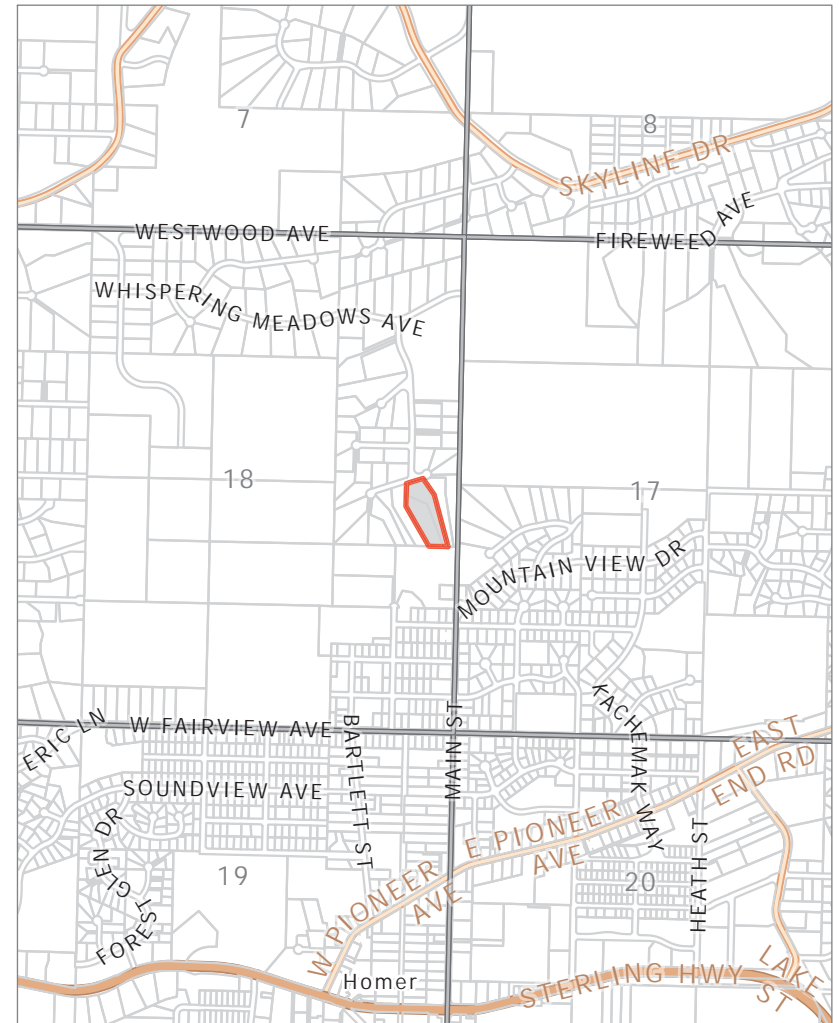 7
8
SKYLINE DR
WESTWOOD AVE
FIREWEED AVE
WHISPERING MEADOWS AVE
18
17
MOUNTAIN VIEW DR
ERIC LN
W FAIRVIEW AVE
BARTLETT ST
MAIN ST
KACHEMAK WAY
EAST
END RD
SOUNDVIEW AVE
FOREST GLEN DR
19
W PIONEER
AVE
E PIONEER
AVE
20
HEATH ST
Homer
STERLING HWY
LAKE
ST